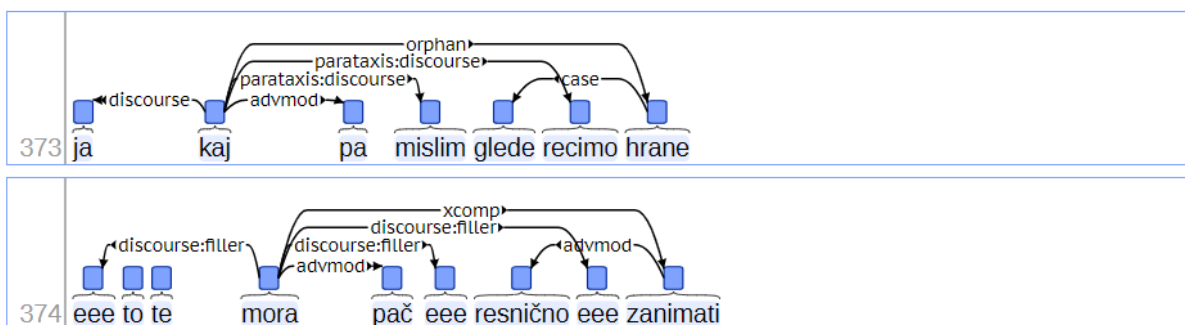 orphan
parataxis:discourse
parataxis:discourse case
discourse advmod
373 ja kaj pa mislim glede recimo hrane
xcomp
discourse:filler
discourse:filler discourse:filler advmod
advmod
374 eee to te mora pač eee resnično eee zanimati